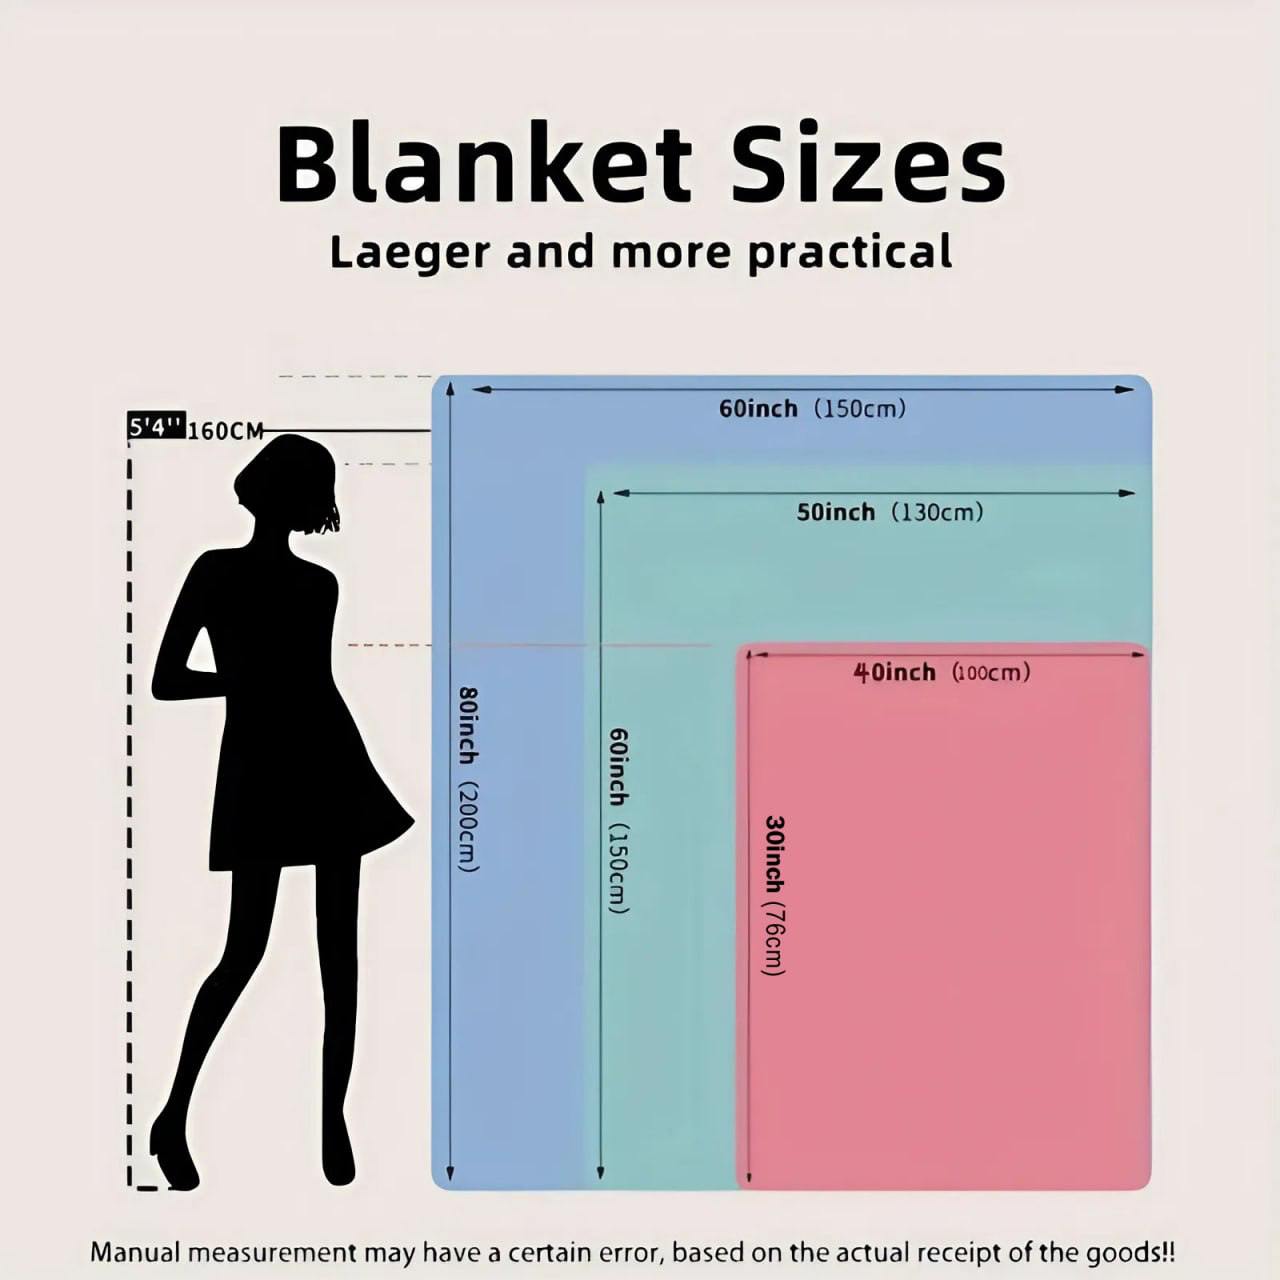 Blanket Sizes
Laeger and more practical
60inch (150cm)
5'4'' 160CM
50inch (130cm)
40inch (100cm)
80inch (200cm)
60inch (150cm)
30inch (76cm)
Manual measurement may have a certain error, based on the actual receipt of the goods!!